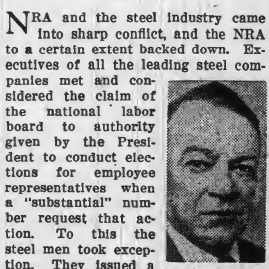 NRA and the steel industry came
into sharp conflict, and the NRA
to a certain extent backed down. Ex-
ecutives of all the leading steel com-
panies met and con-
sidered the claim of
the national labor
board to authority
given by the Presi-
dent to conduct elec-
tions for employee
representatives when
a "substantial" num-
ber request that ac-
tion. To this the
steel men took excep-
tion. They issued a